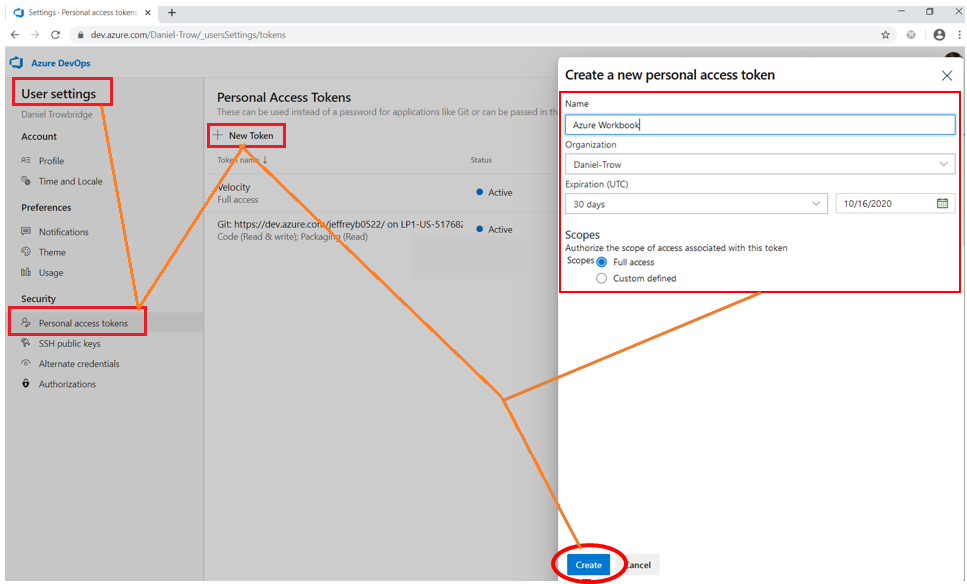 Settings - Personal access tokens
dev.azure.com/Daniel-Trow/_usersSettings/tokens
Azure DevOps
User settings
Daniel Trowbridge
Account
Profile
Time and Locale
Preferences
Notifications
Theme
Usage
Security
Personal access tokens
SSH public keys
Alternate credentials
Authorizations
Personal Access Tokens
These can be used instead of a password for applications like Git or can be passed in the
+ New Token
Token name ↓ Status
Velocity Active
Full access
Git: https://dev.azure.com/jeffreyb0522/ on LP1-US-517682 Active
Code (Read & write); Packaging (Read)
Create a new personal access token
Name
Azure Workbook
Organization
Daniel-Trow
Expiration (UTC)
30 days 10/16/2020
Scopes
Authorize the scope of access associated with this token
Scopes Full access
Custom defined
Create